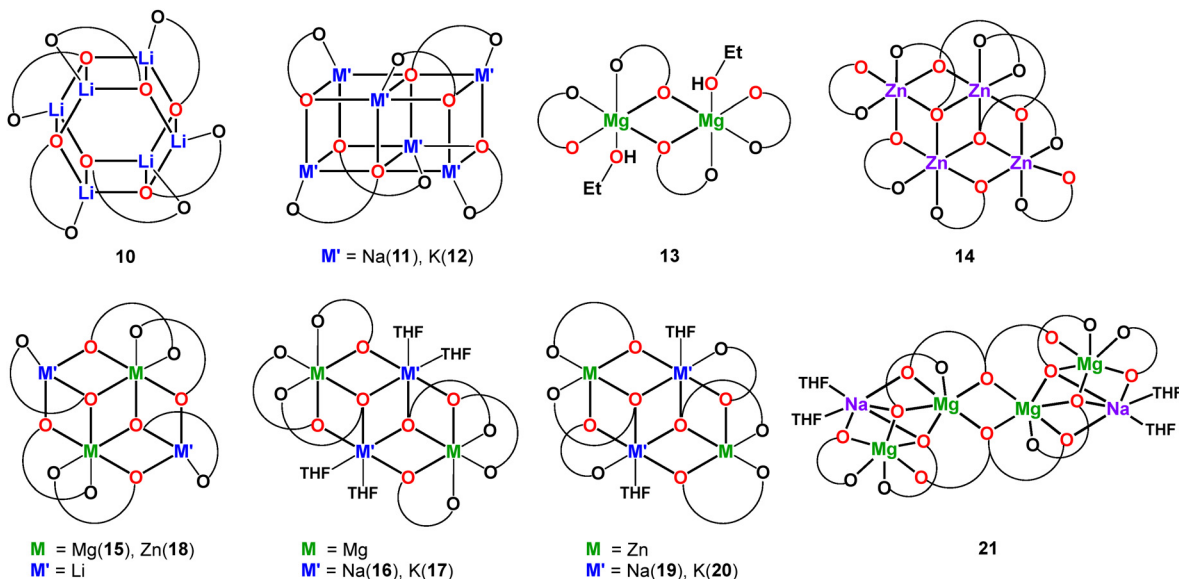 O O O Li
Li O
Li O O
O O Li
O Li
Li O
O O
10
O O O
M' O M'
O M' O
O M' O
M' M'
O O O
M' = Na(11), K(12)
Et
O HO
O O O
Mg Mg
O OH O O
Et O
13
O O O O
O Zn Zn
O O O
O O O
Zn Zn O
O O O O
14
O O O
M' M O
O O
O O
M M'
O O O O
M = Mg(15), Zn(18)
M' = Li
O THF
O O THF
M M'
O O O
O O
M' M O
THF O O
THF O
M = Mg
M' = Na(16), K(17)
THF
O O
M M'
O O O
O O
M' M O
O O O
THF
M = Zn
M' = Na(19), K(20)
O O
O Mg
O O O O O
THF THF
Na Mg Mg Na
THF O O THF
O O O O
Mg
O O O
21